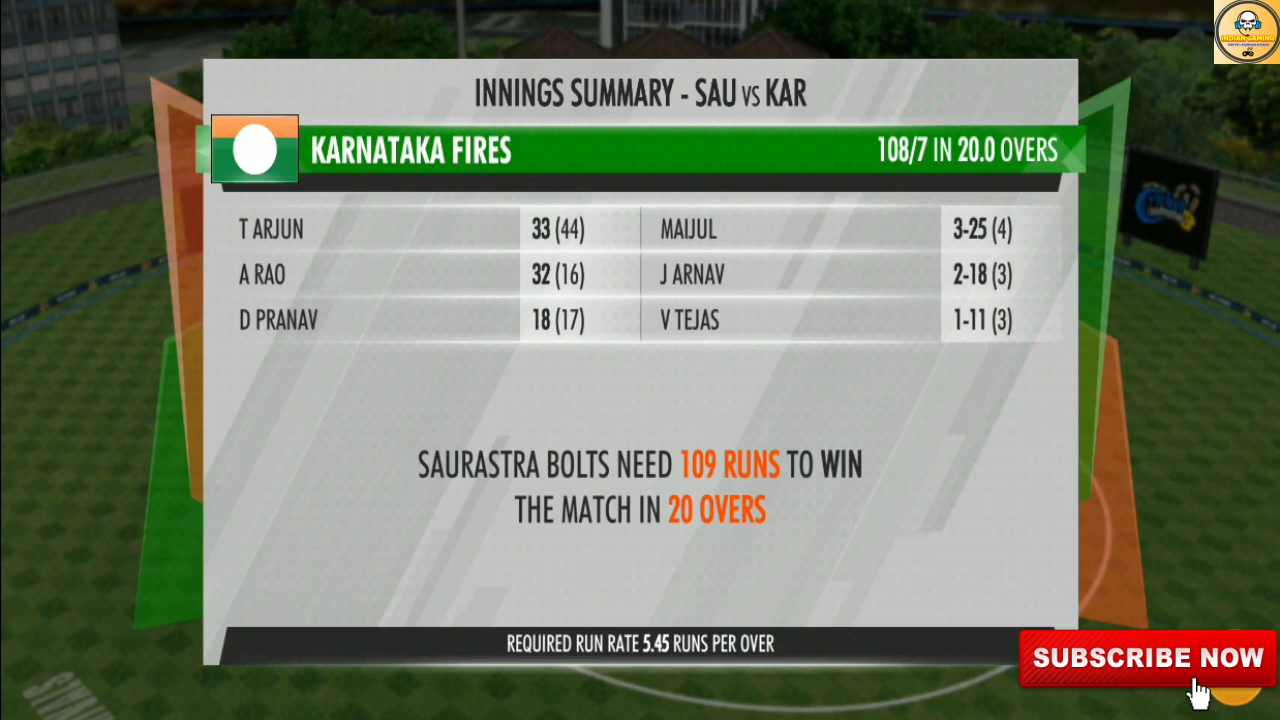 INDIAN GAMING
INNINGS SUMMARY - SAU VS KAR
KARNATAKA FIRES 108/7 IN 20.0 OVERS
T ARJUN 33 (44) MAIJUL 3-25 (4)
A RAO 32 (16) J ARNAV 2-18 (3)
D PRANAV 18 (17) V TEJAS 1-11 (3)
SAURASTRA BOLTS NEED 109 RUNS TO WIN
THE MATCH IN 20 OVERS
REQUIRED RUN RATE 5.45 RUNS PER OVER
SUBSCRIBE NOW